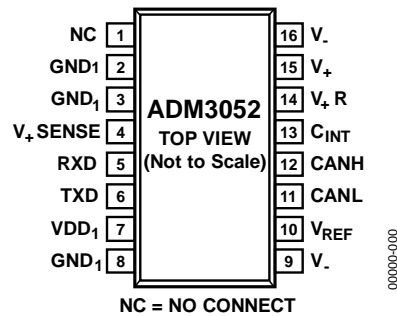 NC 1
GND1 2
GND1 3
V+SENSE 4
RXD 5
TXD 6
VDD1 7
GND1 8
ADM3052
TOP VIEW
(Not to Scale)
16 V-
15 V+
14 V+ R
13 CINT
12 CANH
11 CANL
10 VREF
9 V-
NC = NO CONNECT
00000-000